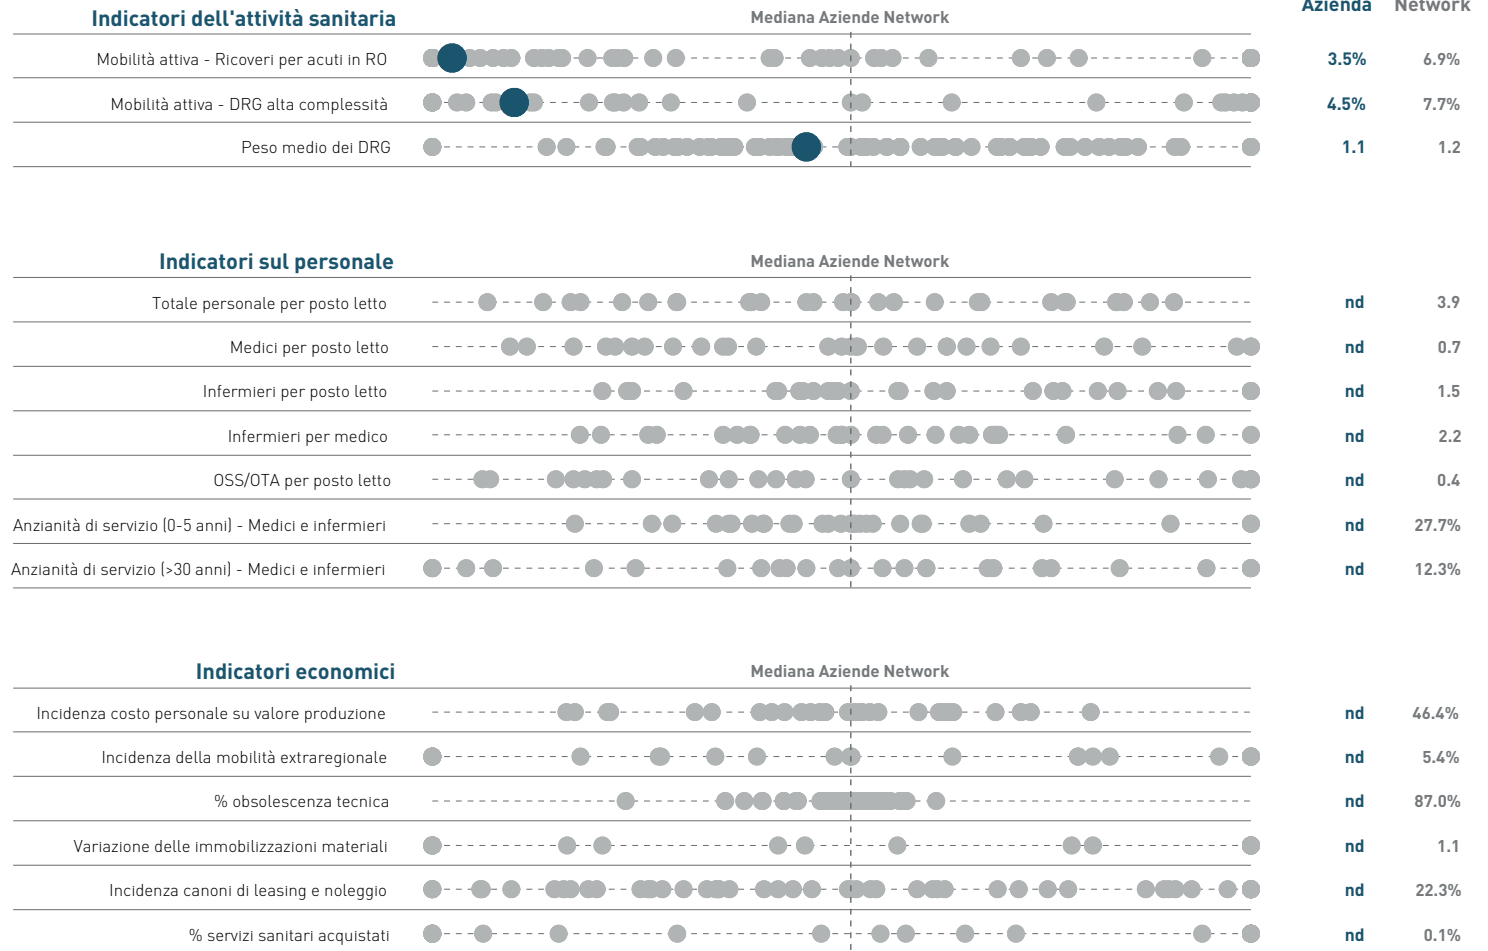 Azienda Network
Indicatori dell'attività sanitaria Mediana Aziende Network
Mobilità attiva - Ricoveri per acuti in RO 3.5% 6.9%
Mobilità attiva - DRG alta complessità 4.5% 7.7%
Peso medio dei DRG 1.1 1.2
Indicatori sul personale Mediana Aziende Network
Totale personale per posto letto nd 3.9
Medici per posto letto nd 0.7
Infermieri per posto letto nd 1.5
Infermieri per medico nd 2.2
OSS/OTA per posto letto nd 0.4
Anzianità di servizio (0-5 anni) - Medici e infermieri nd 27.7%
Anzianità di servizio (>30 anni) - Medici e infermieri nd 12.3%
Indicatori economici Mediana Aziende Network
Incidenza costo personale su valore produzione nd 46.4%
Incidenza della mobilità extraregionale nd 5.4%
% obsolescenza tecnica nd 87.0%
Variazione delle immobilizzazioni materiali nd 1.1
Incidenza canoni di leasing e noleggio nd 22.3%
% servizi sanitari acquistati nd 0.1%